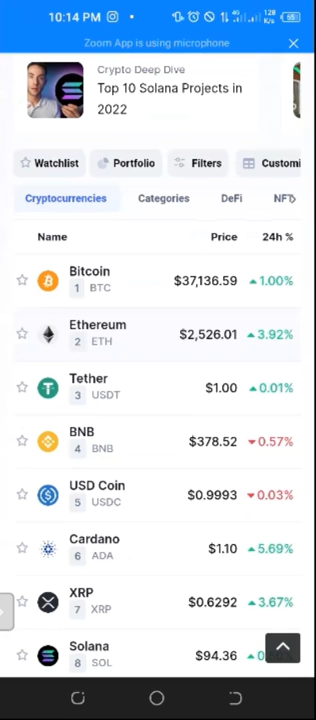 10:14 PM
Zoom App is using microphone
Crypto Deep Dive
Top 10 Solana Projects in
2022
Watchlist Portfolio Filters Customi
Cryptocurrencies Categories DeFi NFT
Name Price 24h %
Bitcoin
1 BTC $37,136.59 1.00%
Ethereum
2 ETH $2,526.01 3.92%
Tether
3 USDT $1.00 0.01%
BNB
4 BNB $378.52 0.57%
USD Coin
5 USDC $0.9993 0.03%
Cardano
6 ADA $1.10 5.69%
XRP
7 XRP $0.6292 3.67%
Solana
8 SOL $94.36